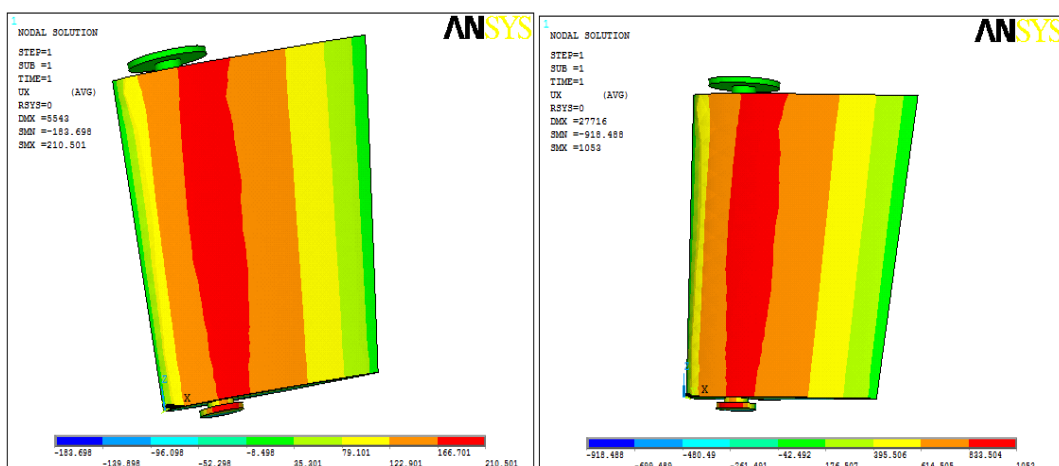 1
NODAL SOLUTION
ANSYS
STEP=1
SUB =1
TIME=1
UX (AVG)
RSYS=0
DMX =5543
SMN =-183.698
SMX =210.501
Z
X
-183.698 -96.098 -8.498 79.101 166.701
-139.898 -52.298 35.301 122.901 210.501
1
NODAL SOLUTION
ANSYS
STEP=1
SUB =1
TIME=1
UX (AVG)
RSYS=0
DMX =27716
SMN =-918.488
SMX =1053
X
-918.488 -480.49 -42.492 395.506 833.504